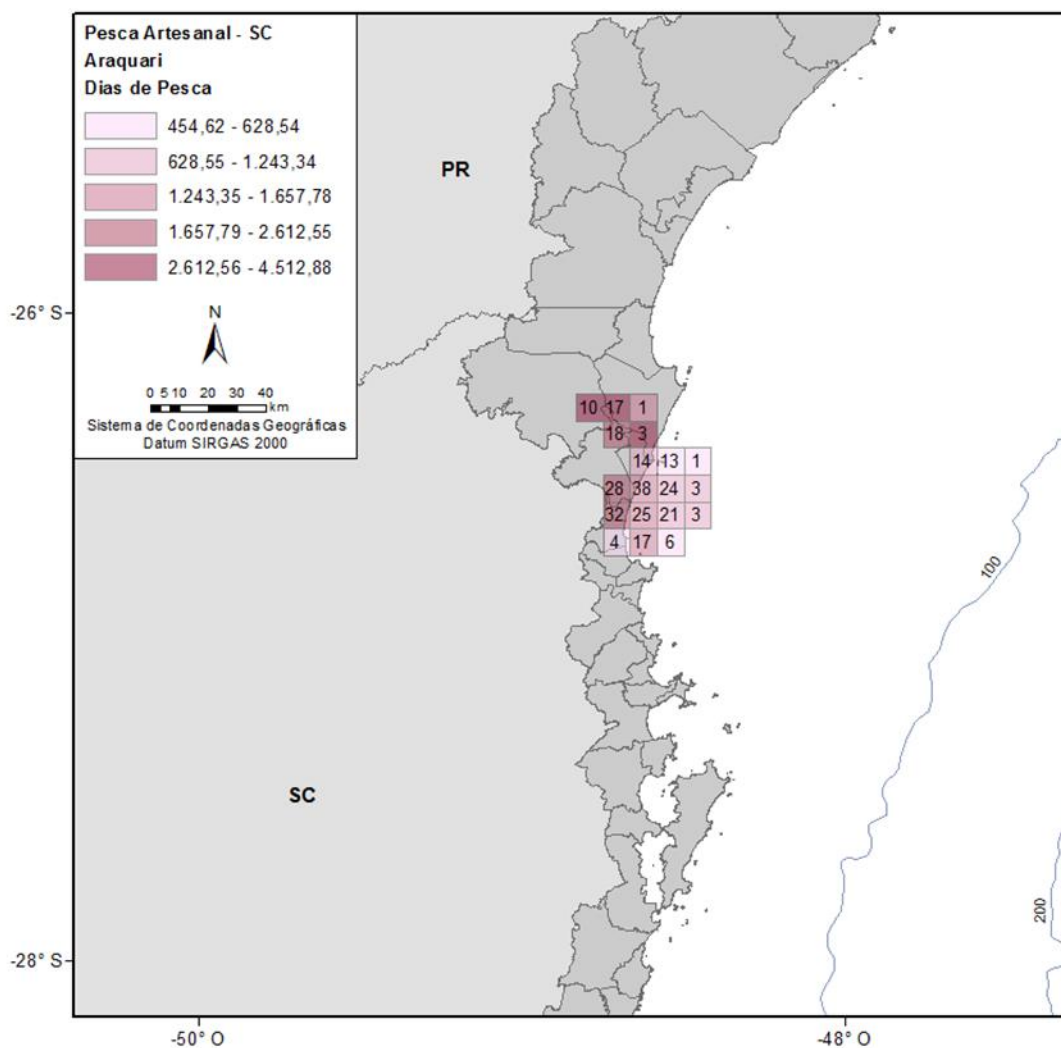 Pesca Artesanal - SC
Araquari
Dias de Pesca
454,62 - 628,54
628,55 - 1.243,34
1.243,35 - 1.657,78
1.657,79 - 2.612,55
2.612,56 - 4.512,88
N
0 5 10 20 30 40
km
Sistema de Coordenadas Geográficas
Datum SIRGAS 2000
PR
-26° S
10 17 1
18 3
14 13 1
28 38 24 3
32 25 21 3
4 17 6
100
SC
200
-28° S
-50° O
-48° O